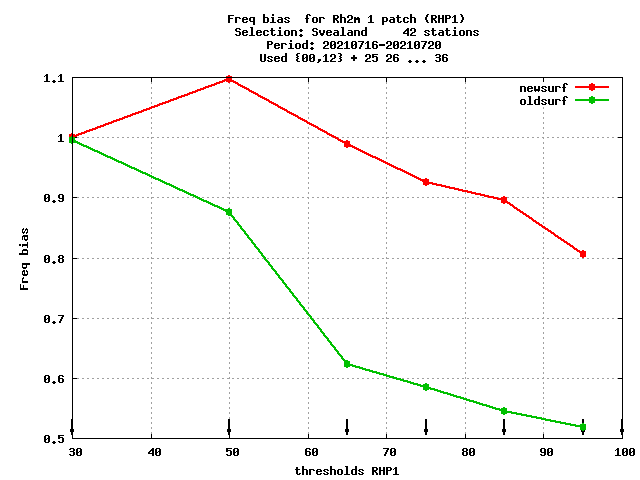 Freq bias  for Rh2m 1 patch (RHP1)
Selection: Svealand     42 stations
Period: 20210716-20210720
Used {00,12} + 25 26 ... 36
newsurf
oldsurf
1.1
1
0.9
0.8
0.7
0.6
0.5
Freq bias
30 40 50 60 70 80 90 100
thresholds RHP1